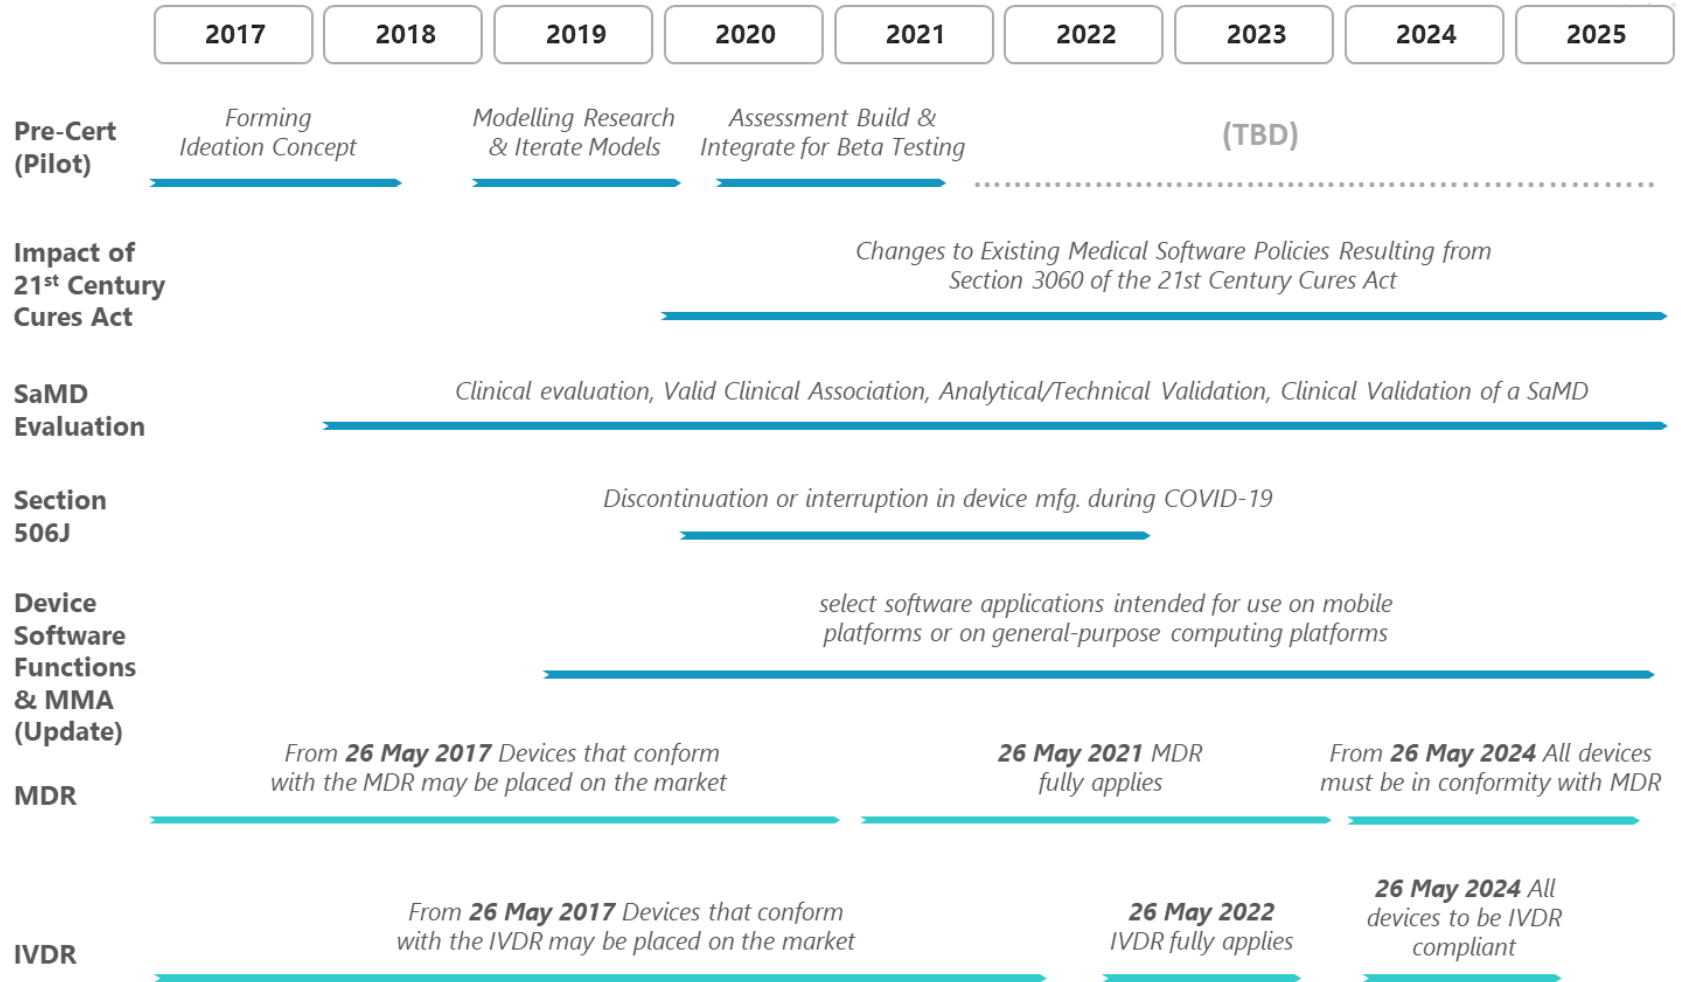 2017 2018 2019 2020 2021 2022 2023 2024 2025
Pre-Cert
(Pilot)
Forming
Ideation Concept
Modelling Research
& Iterate Models
Assessment Build &
Integrate for Beta Testing
(TBD)
Impact of
21st Century
Cures Act
Changes to Existing Medical Software Policies Resulting from
Section 3060 of the 21st Century Cures Act
SaMD
Evaluation
Clinical evaluation, Valid Clinical Association, Analytical/Technical Validation, Clinical Validation of a SaMD
Section
506J
Discontinuation or interruption in device mfg. during COVID-19
Device
Software
Functions
& MMA
(Update)
select software applications intended for use on mobile
platforms or on general-purpose computing platforms
MDR
From 26 May 2017 Devices that conform
with the MDR may be placed on the market
26 May 2021 MDR
fully applies
From 26 May 2024 All devices
must be in conformity with MDR
IVDR
From 26 May 2017 Devices that conform
with the IVDR may be placed on the market
26 May 2022
IVDR fully applies
26 May 2024 All
devices to be IVDR
compliant